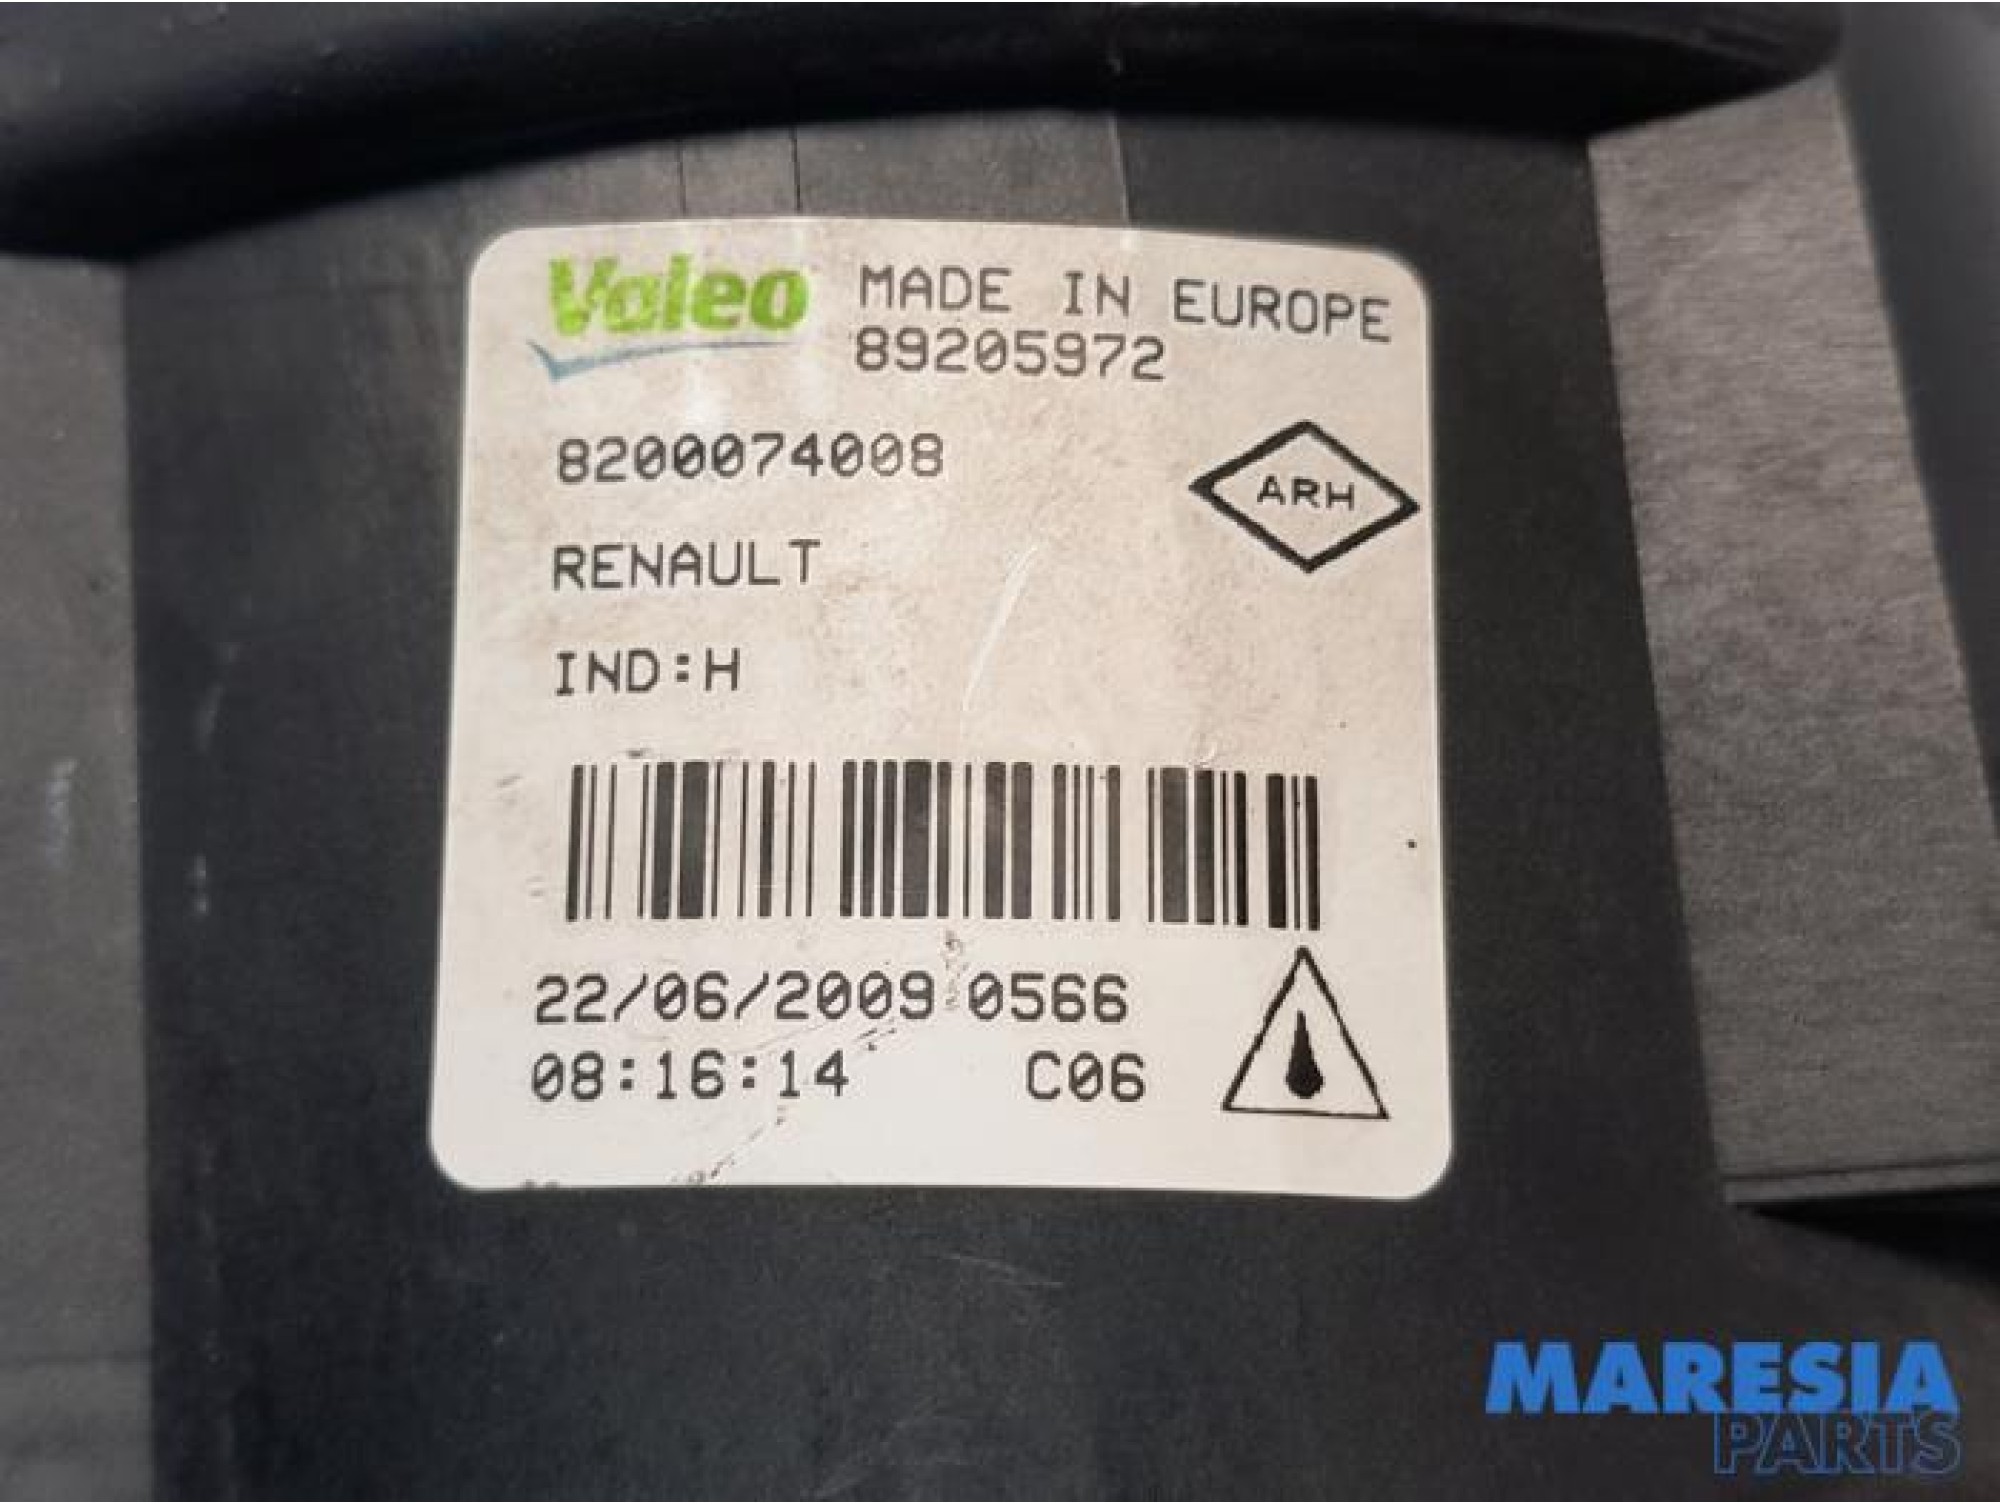 Valeo MADE IN EUROPE
89205972
8200074008
ARH
RENAULT
IND:H
22/06/2009 0566
08:16:14 C06
MARESIA
PARTS